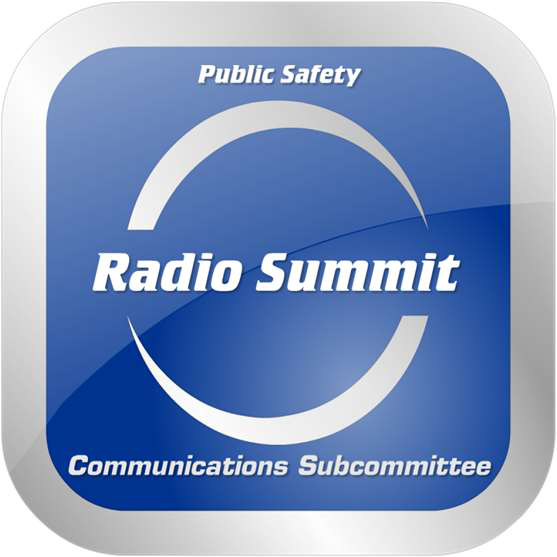 Public Safety
Radio Summit
Communications Subcommittee